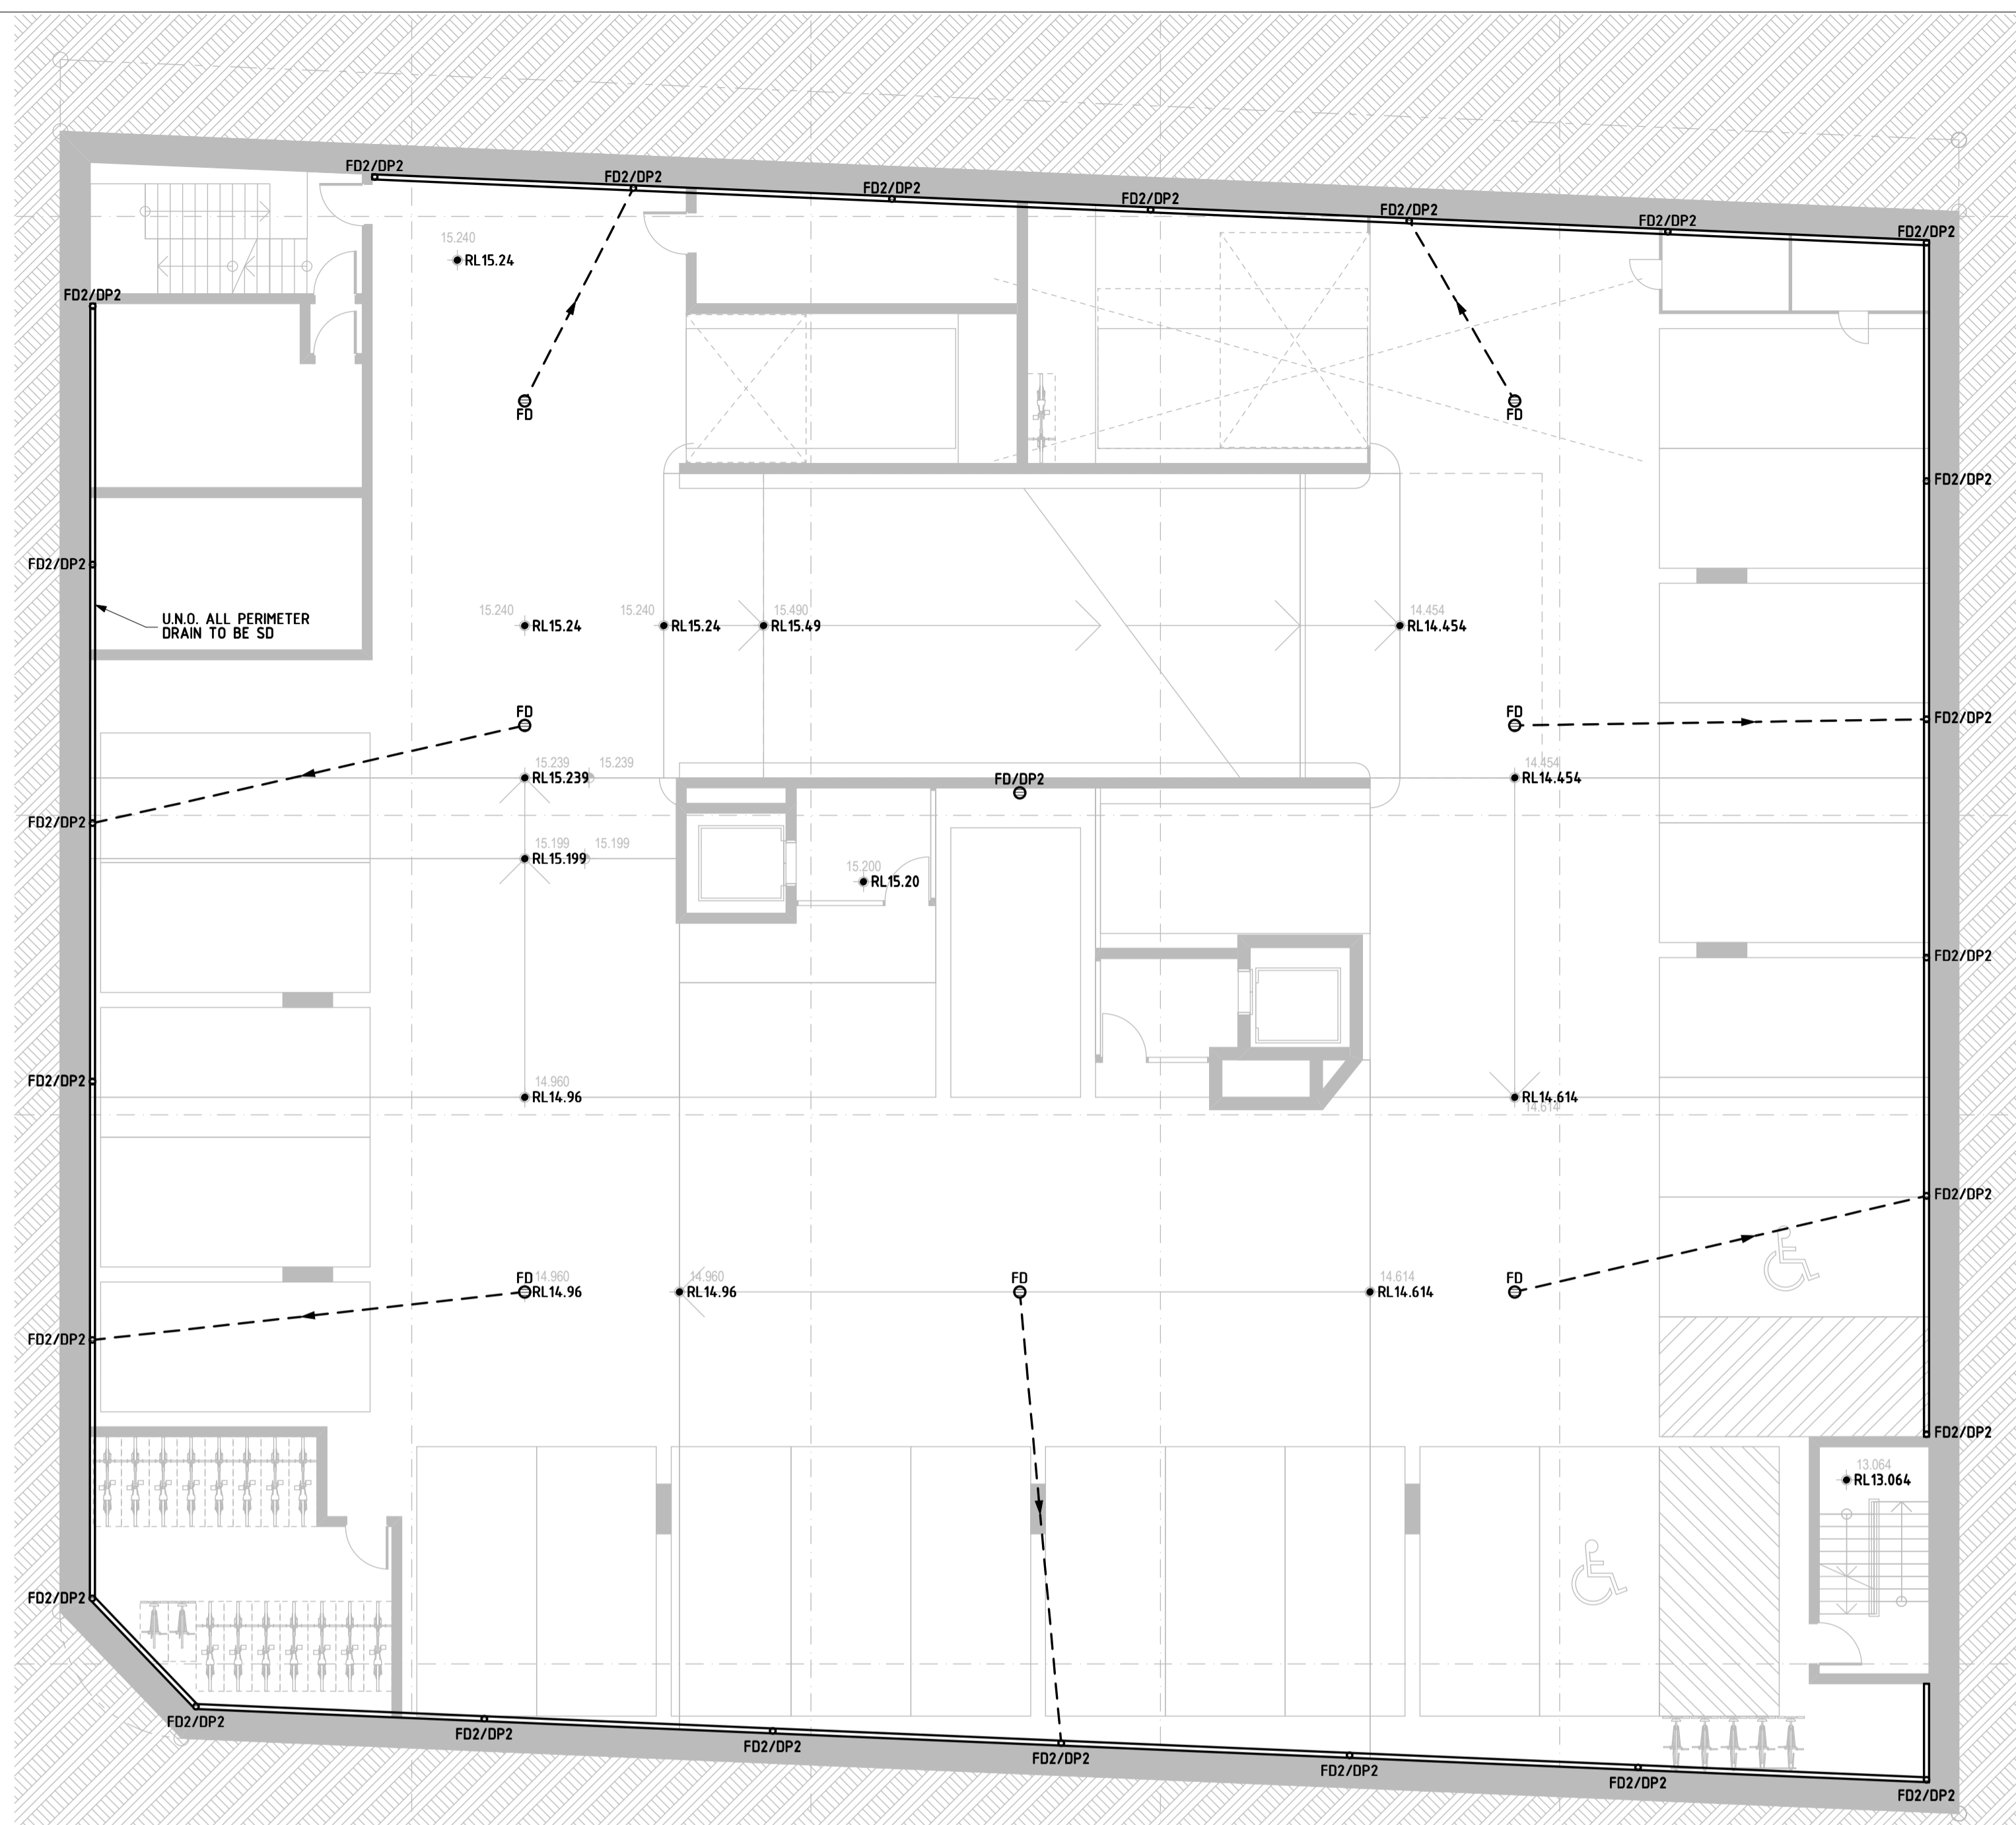 FD2/DP2
FD2/DP2
FD2/DP2
FD2/DP2
FD2/DP2
FD2/DP2
FD2/DP2
15.240
RL15.24
FD2/DP2
FD
FD
FD2/DP2
FD2/DP2
U.N.O. ALL PERIMETER
DRAIN TO BE SD
15.240
RL15.24
15.240
RL15.24
15.490
RL15.49
14.454
RL14.454
FD
FD
FD2/DP2
15.239
RL15.239
15.239
FD/DP2
14.454
RL14.454
FD2/DP2
15.199
RL15.199
15.199
15.200
RL15.20
FD2/DP2
FD2/DP2
14.960
RL14.96
RL14.614
14.614
FD2/DP2
FD
14.960
RL14.96
14.960
RL14.96
FD
14.614
RL14.614
FD
FD2/DP2
FD2/DP2
13.064
RL13.064
FD2/DP2
FD2/DP2
FD2/DP2
FD2/DP2
FD2/DP2
FD2/DP2
FD2/DP2
FD2/DP2